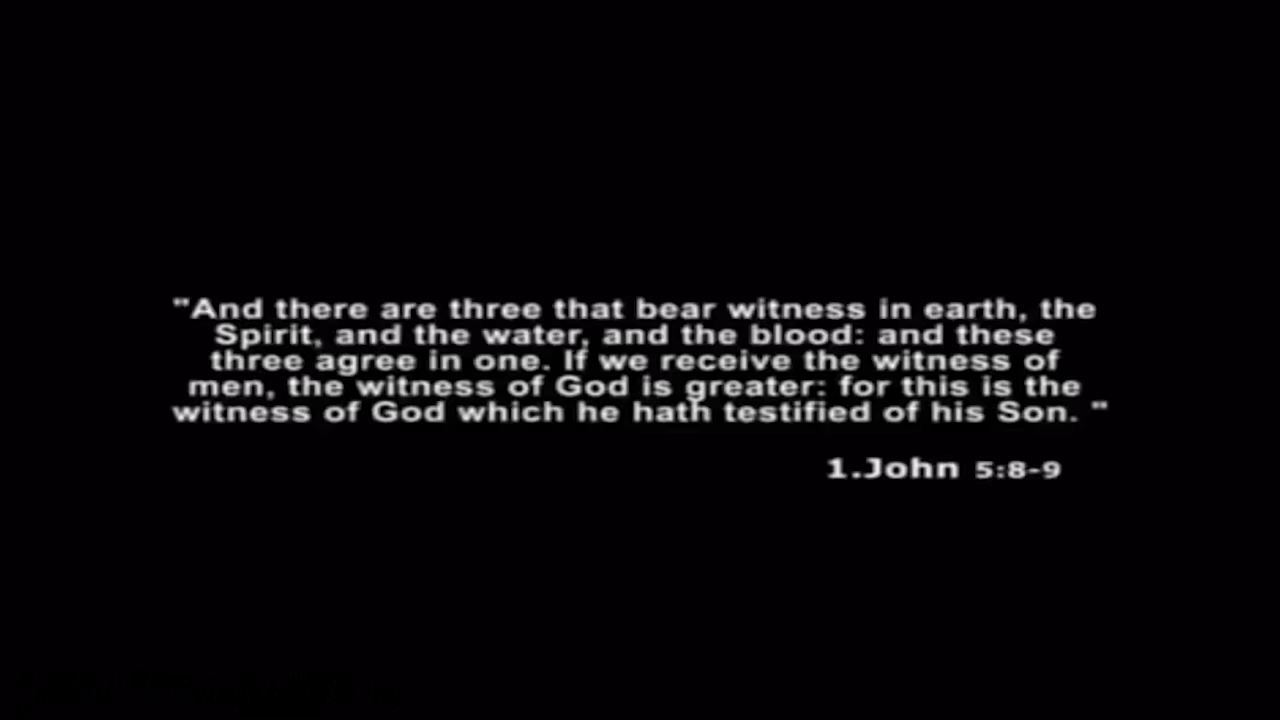 "And there are three that bear witness in earth, the
Spirit, and the water, and the blood: and these
three agree in one. If we receive the witness of
men, the witness of God is greater: for this is the
witness of God which he hath testified of his Son. "
1.John 5:8-9